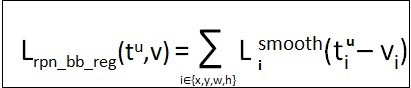 L_rpn_bb_reg(t^u,v) = ∑_{i∈{x,y,w,h}} L_i^smooth(t_i^u − v_i)